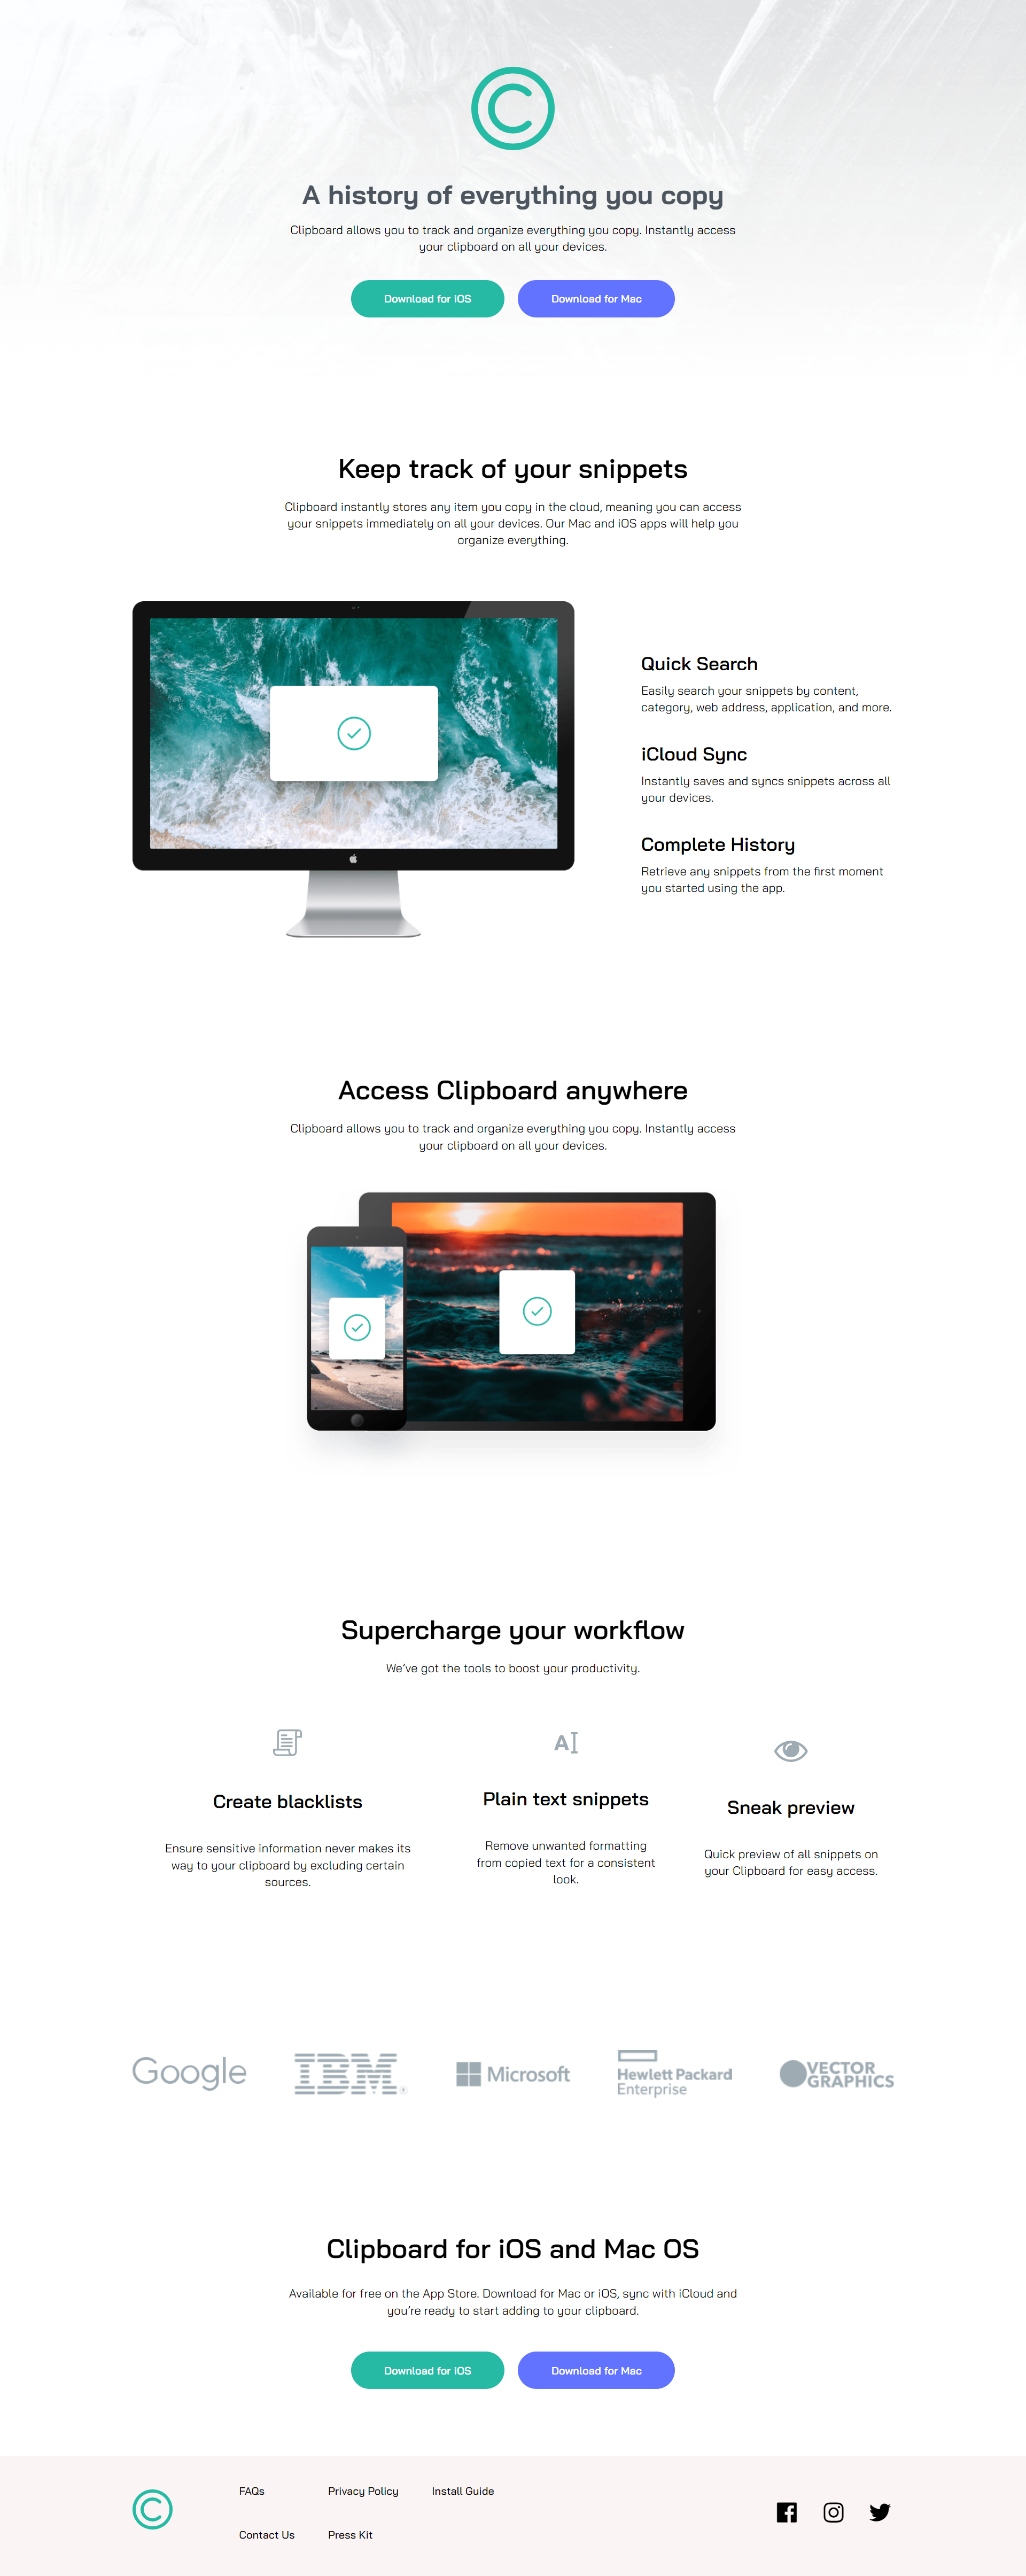 A history of everything you copy
Clipboard allows you to track and organize everything you copy. Instantly access
your clipboard on all your devices.
Download for iOS
Download for Mac
Keep track of your snippets
Clipboard instantly stores any item you copy in the cloud, meaning you can access
your snippets immediately on all your devices. Our Mac and iOS apps will help you
organize everything.
Quick Search
Easily search your snippets by content,
category, web address, application, and more.
iCloud Sync
Instantly saves and syncs snippets across all
your devices.
Complete History
Retrieve any snippets from the first moment
you started using the app.
Access Clipboard anywhere
Clipboard allows you to track and organize everything you copy. Instantly access
your clipboard on all your devices.
Supercharge your workflow
We’ve got the tools to boost your productivity.
Create blacklists
Ensure sensitive information never makes its
way to your clipboard by excluding certain
sources.
AI
Plain text snippets
Remove unwanted formatting
from copied text for a consistent
look.
Sneak preview
Quick preview of all snippets on
your Clipboard for easy access.
Google
IBM
Microsoft
Hewlett Packard
Enterprise
VECTOR
GRAPHICS
Clipboard for iOS and Mac OS
Available for free on the App Store. Download for Mac or iOS, sync with iCloud and
you’re ready to start adding to your clipboard.
Download for iOS
Download for Mac
FAQs
Privacy Policy
Install Guide
Contact Us
Press Kit